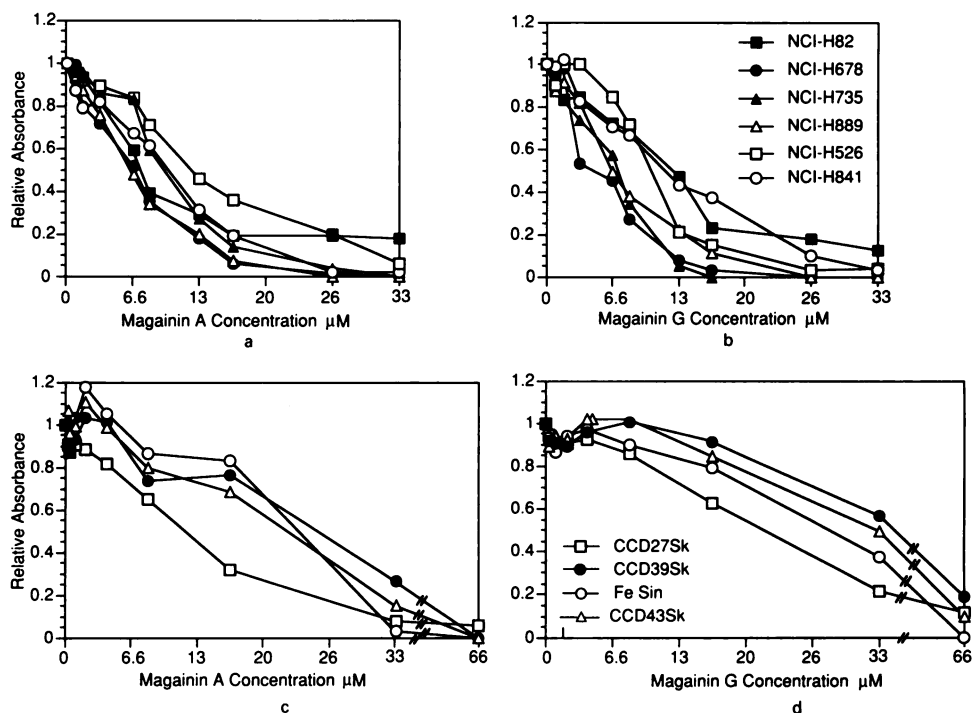 1.2
1
0.8
0.6
0.4
0.2
0
Relative Absorbance
0 6.6 13 20 26 33
Magainin A Concentration μM
a
1.2
1
0.8
0.6
0.4
0.2
0
NCI-H82
NCI-H678
NCI-H735
NCI-H889
NCI-H526
NCI-H841
0 6.6 13 20 26 33
Magainin G Concentration μM
b
1.2
1
0.8
0.6
0.4
0.2
0
Relative Absorbance
0 6.6 13 20 26 33 66
Magainin A Concentration μM
c
1.2
1
0.8
0.6
0.4
0.2
0
CCD27Sk
CCD39Sk
Fe Sin
CCD43Sk
0 6.6 13 20 26 33 66
Magainin G Concentration μM
d